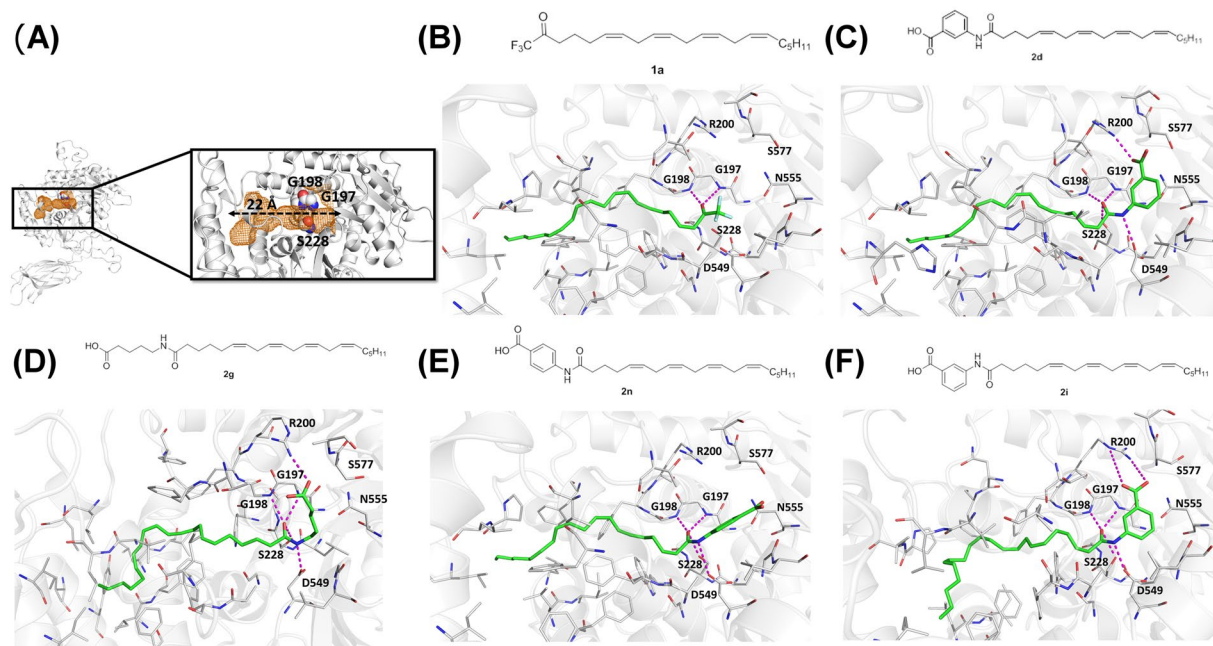 （A)
G198
G197
22 Å
S228
(B)
O
F₃C
C₅H₁₁
1a
R200
S577
G198
G197
N555
S228
D549
(C)
HO
O
N
H
O
C₅H₁₁
2d
R200
S577
G198
G197
N555
S228
D549
(D)
HO
O
H
N
O
C₅H₁₁
2g
R200
S577
G197
G198
N555
S228
D549
(E)
HO
O
N
H
O
C₅H₁₁
2n
R200
S577
G198
G197
N555
S228
D549
(F)
HO
O
H
N
O
C₅H₁₁
2i
R200
S577
G198
G197
N555
S228
D549